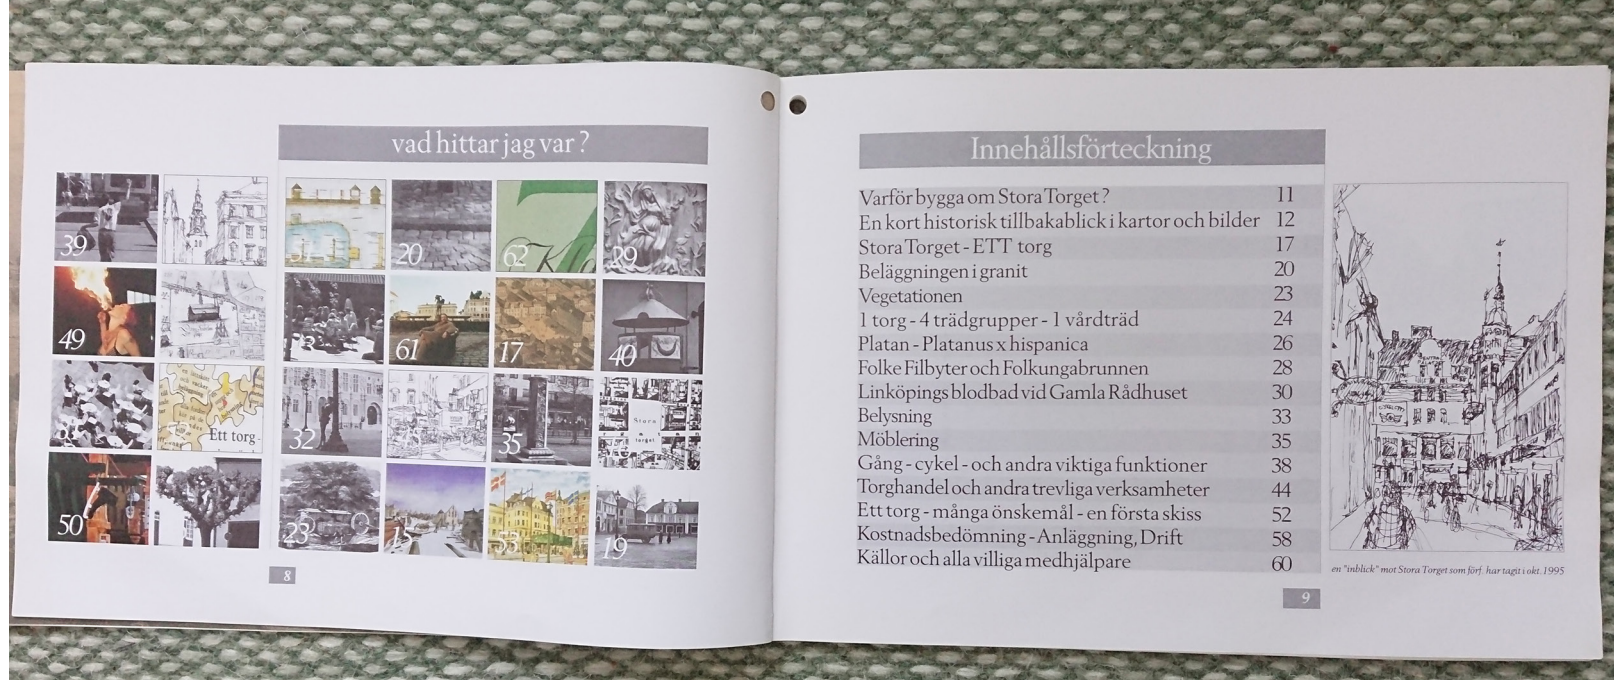 vad hittar jag var ?
39
31
20
62
29
49
61
17
40
Ett torg -
32
35
Stora
torget
50
23
15
53
19
8
Innehållsförteckning
Varför bygga om Stora Torget ? 11
En kort historisk tillbakablick i kartor och bilder 12
Stora Torget - ETT torg 17
Beläggningen i granit 20
Vegetationen 23
1 torg - 4 trädgrupper - 1 vårdträd 24
Platan - Platanus x hispanica 26
Folke Filbyter och Folkungabrunnen 28
Linköpings blodbad vid Gamla Rådhuset 30
Belysning 33
Möblering 35
Gång - cykel - och andra viktiga funktioner 38
Torghandel och andra trevliga verksamheter 44
Ett torg - många önskemål - en första skiss 52
Kostnadsbedömning - Anläggning, Drift 58
Källor och alla villiga medhjälpare 60
en "inblick" mot Stora Torget som förf. har tagit i okt. 1995
9